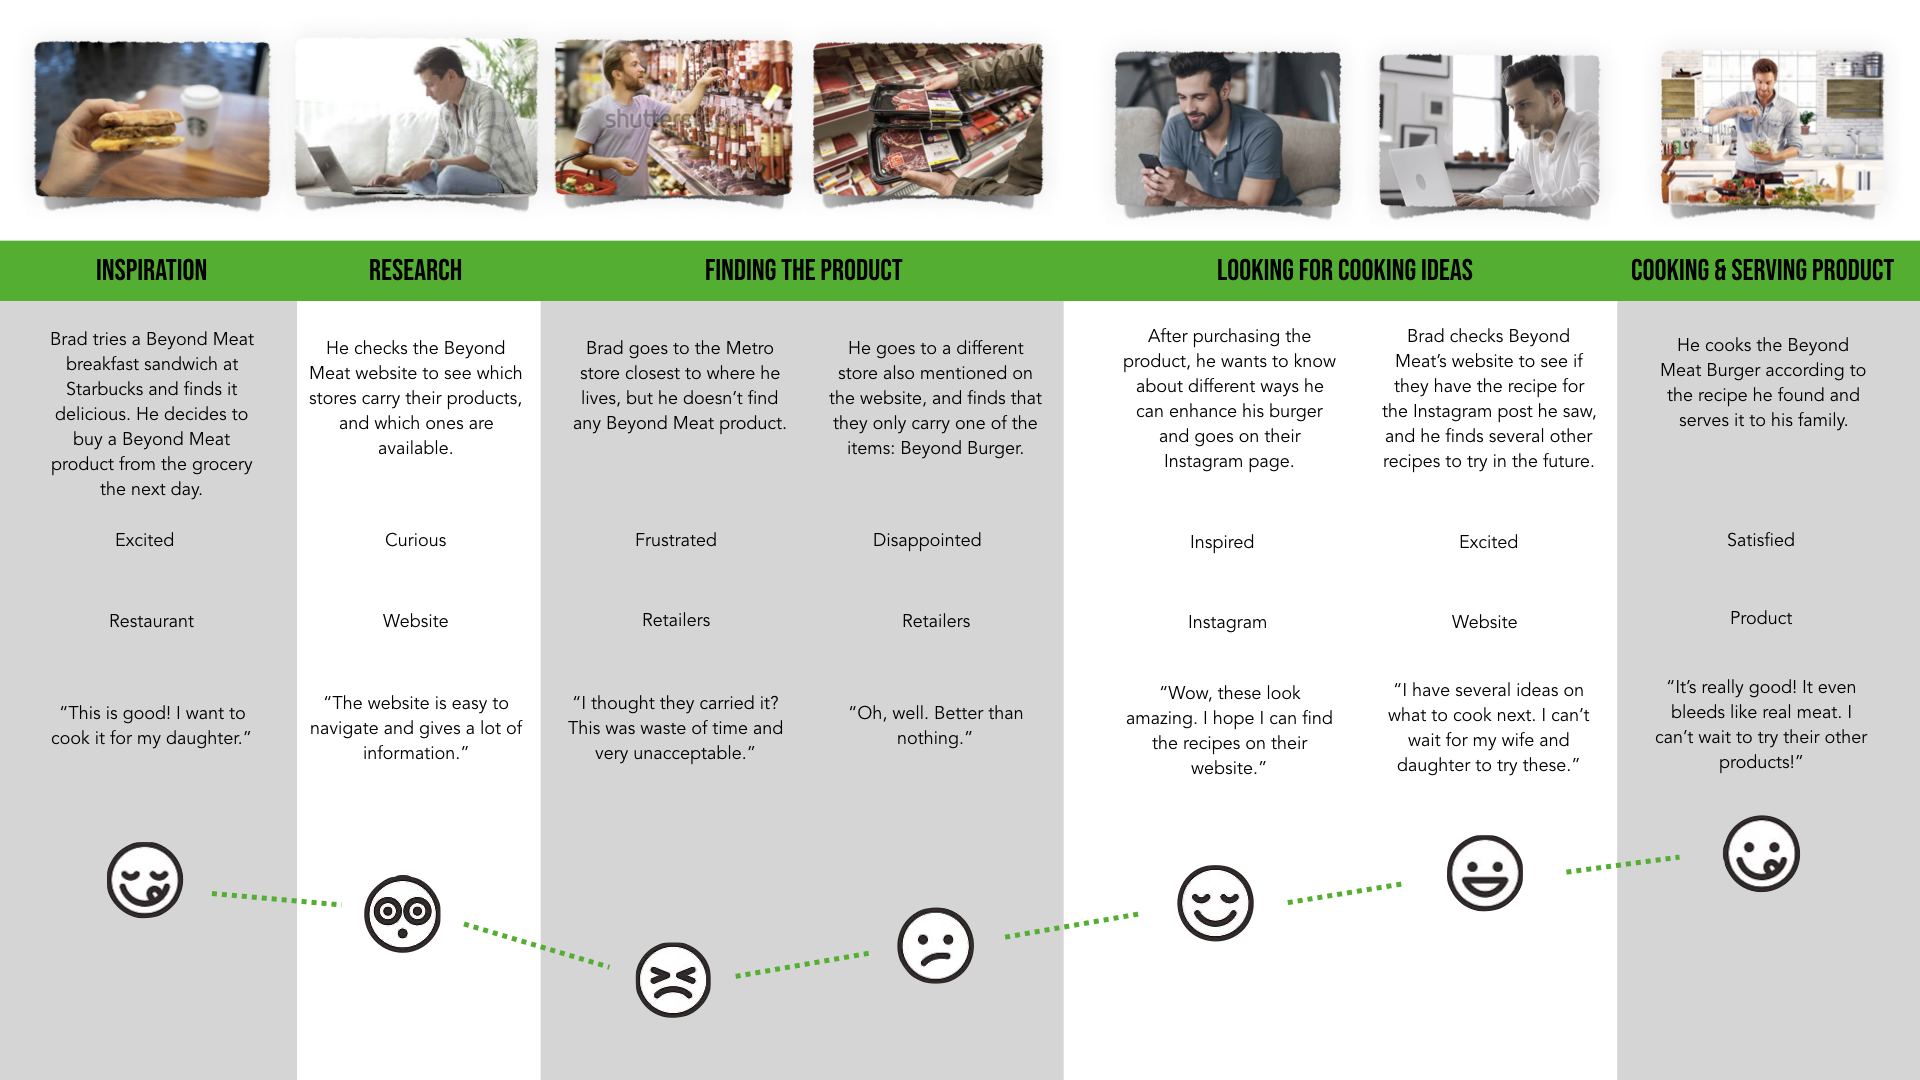 shutterstock
INSPIRATION
RESEARCH
FINDING THE PRODUCT
LOOKING FOR COOKING IDEAS
COOKING & SERVING PRODUCT
Brad tries a Beyond Meat
breakfast sandwich at
Starbucks and finds it
delicious. He decides to
buy a Beyond Meat
product from the grocery
the next day.
He checks the Beyond
Meat website to see which
stores carry their products,
and which ones are
available.
Brad goes to the Metro
store closest to where he
lives, but he doesn’t find
any Beyond Meat product.
He goes to a different
store also mentioned on
the website, and finds that
they only carry one of the
items: Beyond Burger.
After purchasing the
product, he wants to know
about different ways he
can enhance his burger
and goes on their
Instagram page.
Brad checks Beyond
Meat’s website to see if
they have the recipe for
the Instagram post he saw,
and he finds several other
recipes to try in the future.
He cooks the Beyond
Meat Burger according to
the recipe he found and
serves it to his family.
Excited
Curious
Frustrated
Disappointed
Inspired
Excited
Satisfied
Restaurant
Website
Retailers
Retailers
Instagram
Website
Product
“This is good! I want to
cook it for my daughter.”
“The website is easy to
navigate and gives a lot of
information.”
“I thought they carried it?
This was waste of time and
very unacceptable.”
“Oh, well. Better than
nothing.”
“Wow, these look
amazing. I hope I can find
the recipes on their
website.”
“I have several ideas on
what to cook next. I can’t
wait for my wife and
daughter to try these.”
“It’s really good! It even
bleeds like real meat. I
can’t wait to try their other
products!”